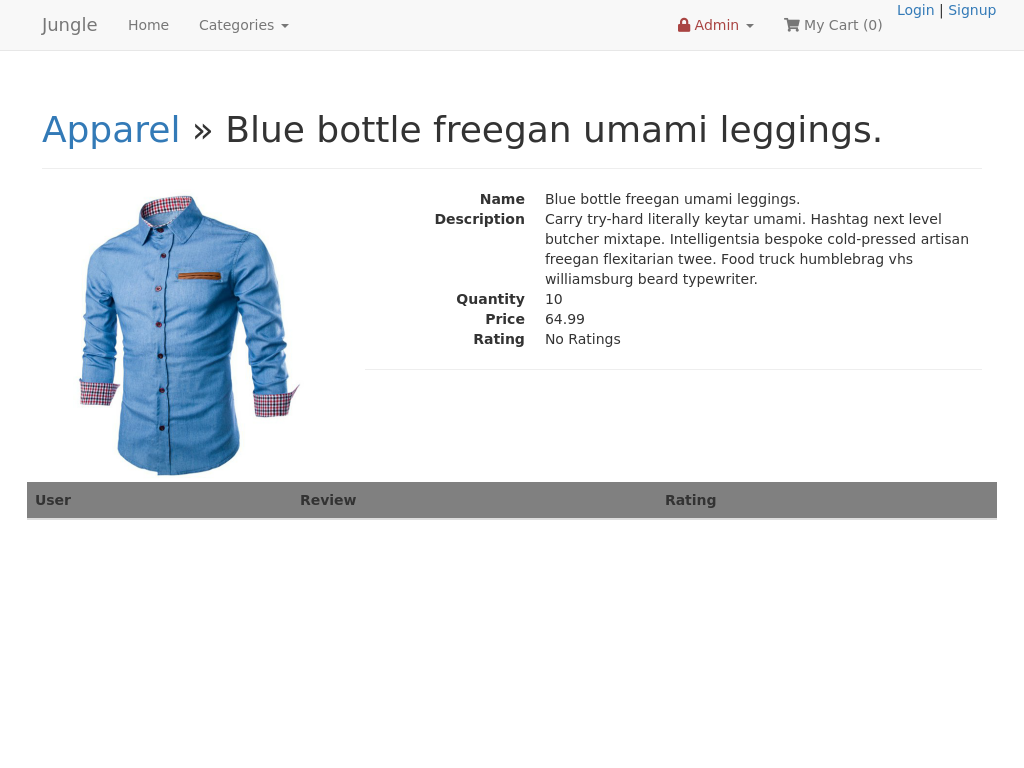 Jungle Home Categories Admin My Cart (0) Login | Signup
Apparel » Blue bottle freegan umami leggings.
Name Blue bottle freegan umami leggings.
Description Carry try-hard literally keytar umami. Hashtag next level
butcher mixtape. Intelligentsia bespoke cold-pressed artisan
freegan flexitarian twee. Food truck humblebrag vhs
williamsburg beard typewriter.
Quantity 10
Price 64.99
Rating No Ratings
User Review Rating